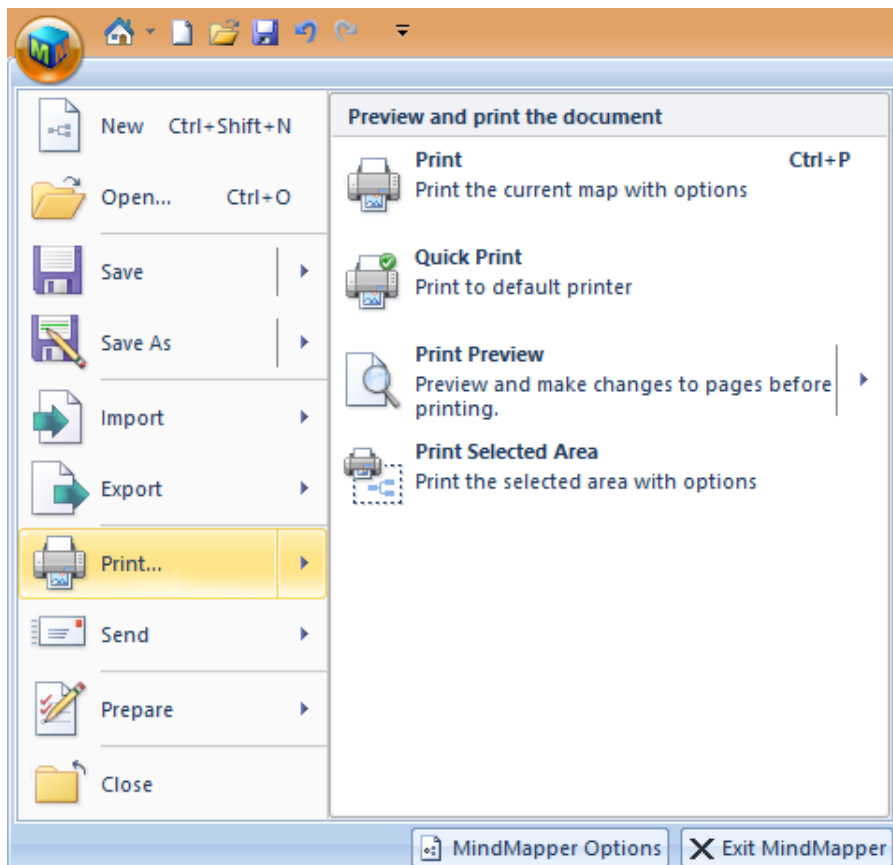 New Ctrl+Shift+N
Open... Ctrl+O
Save
Save As
Import
Export
Print...
Send
Prepare
Close
Preview and print the document
Print Ctrl+P
Print the current map with options
Quick Print
Print to default printer
Print Preview
Preview and make changes to pages before
printing.
Print Selected Area
Print the selected area with options
MindMapper Options
Exit MindMapper